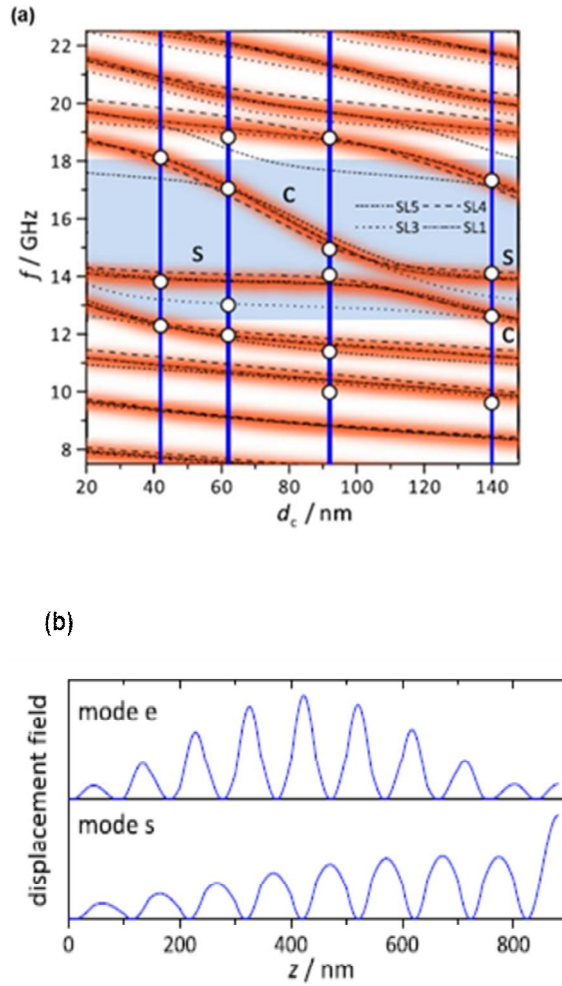 (a)
22
20
18
16
14
12
10
8
f / GHz
C
SL5 SL4
SL3 SL1
S
S
C
20 40 60 80 100 120 140
d_c / nm
(b)
displacement field
mode e
mode s
0 200 400 600 800
z / nm